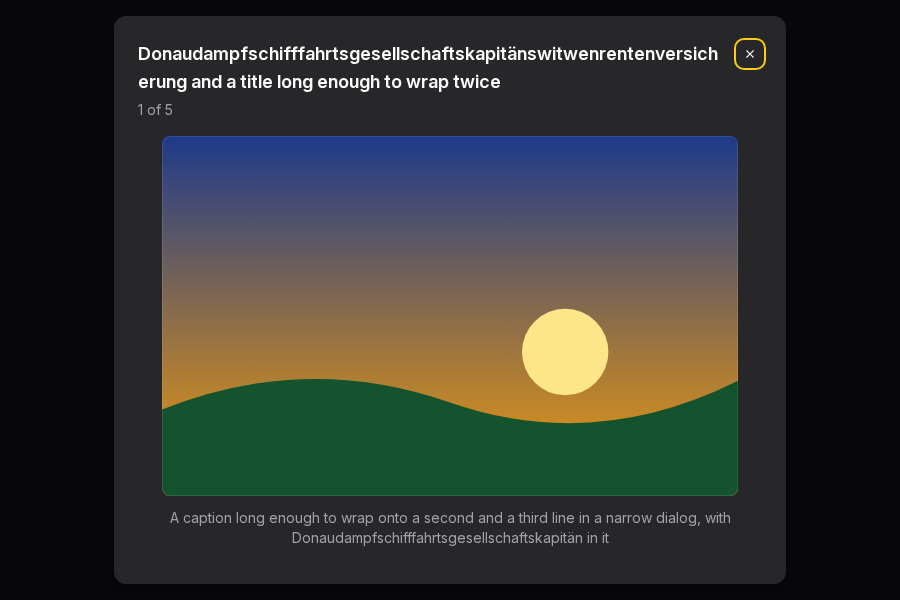 Donaudampfschifffahrtsgesellschaftskapitänswitwenrentenversich
erung and a title long enough to wrap twice
1 of 5
A caption long enough to wrap onto a second and a third line in a narrow dialog, with
Donaudampfschifffahrtsgesellschaftskapitän in it